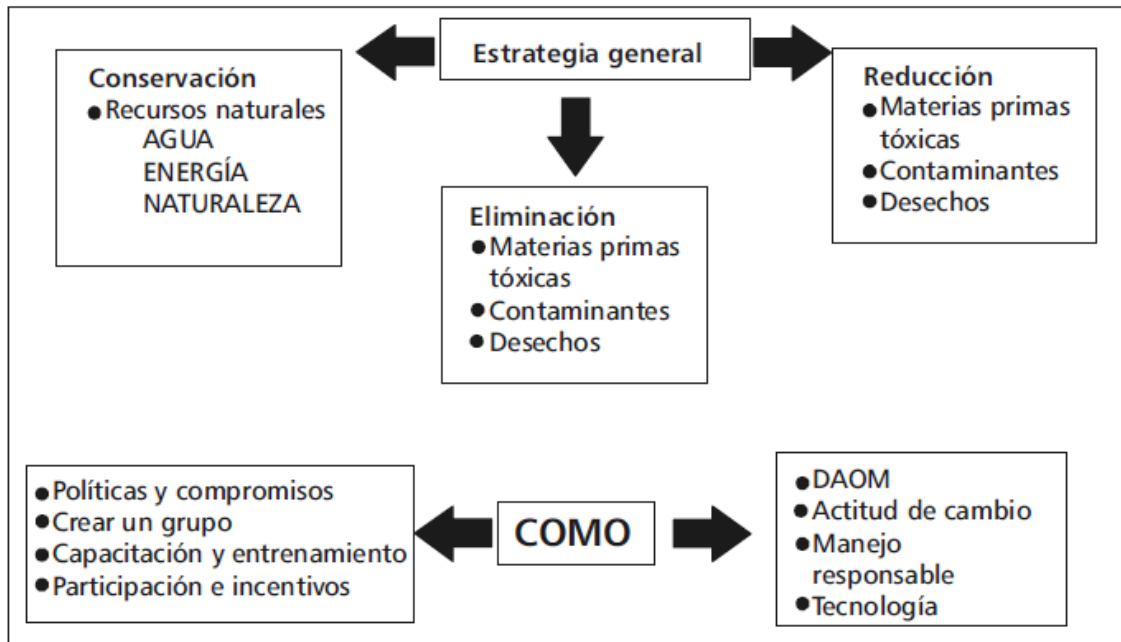 Estrategia general
Conservación
● Recursos naturales
AGUA
ENERGÍA
NATURALEZA
Eliminación
● Materias primas
tóxicas
● Contaminantes
● Desechos
Reducción
● Materias primas
tóxicas
● Contaminantes
● Desechos
COMO
● Políticas y compromisos
● Crear un grupo
● Capacitación y entrenamiento
● Participación e incentivos
● DAOM
● Actitud de cambio
● Manejo
responsable
● Tecnología